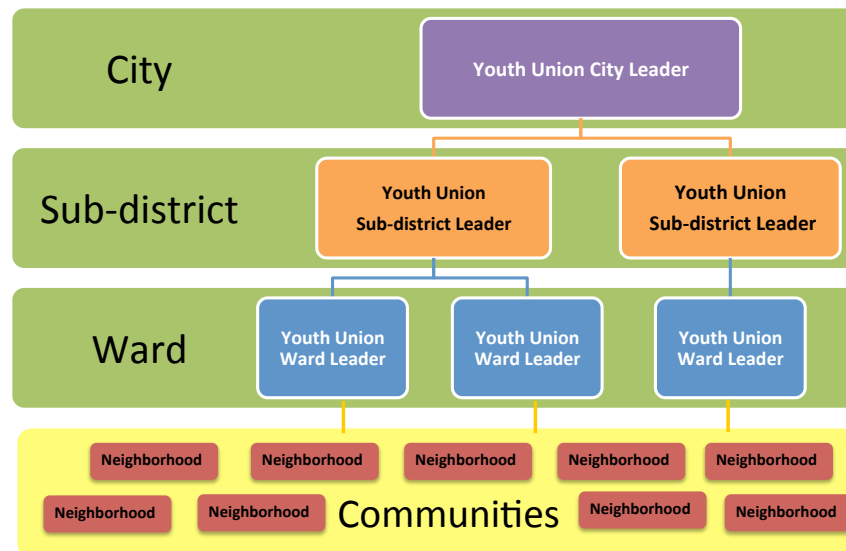 City
Youth Union City Leader
Sub-district
Youth Union
Sub-district Leader
Youth Union
Sub-district Leader
Ward
Youth Union
Ward Leader
Youth Union
Ward Leader
Youth Union
Ward Leader
Neighborhood
Neighborhood
Neighborhood
Neighborhood
Neighborhood
Neighborhood
Neighborhood
Communities
Neighborhood
Neighborhood